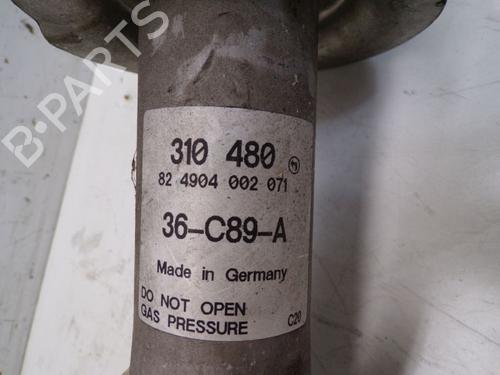 310 480
82 4904 002 071
36-C89-A
Made in Germany
DO NOT OPEN
GAS PRESSURE C20
B-PARTS